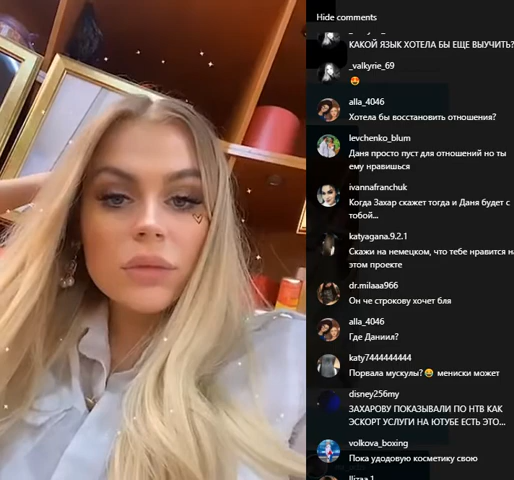 Hide comments
КАКОЙ ЯЗЫК ХОТЕЛА БЫ ЕЩЕ ВЫУЧИТЬ?
_valkyrie_69
😍
alla_4046
Хотела бы восстановить отношения?
levchenko_blum
Даня просто пуст для отношений но ты
ему нравишься
ivannafranchuk
Когда Захар скажет тогда и Даня будет с
тобой...
katyagana.9.2.1
Скажи на немецком, что тебе нравится на
этом проекте
dr.milaaa966
Он че строкову хочет бля
alla_4046
Где Даниил?
katy7444444444
Порвала мускулы?😂 мениски может
disney256my
ЗАХАРОВУ ПОКАЗЫВАЛИ ПО НТВ КАК
ЭСКОРТ УСЛУГИ НА ЮТУБЕ ЕСТЬ ЭТО...
volkova_boxing
Пока удодовую косметику свою